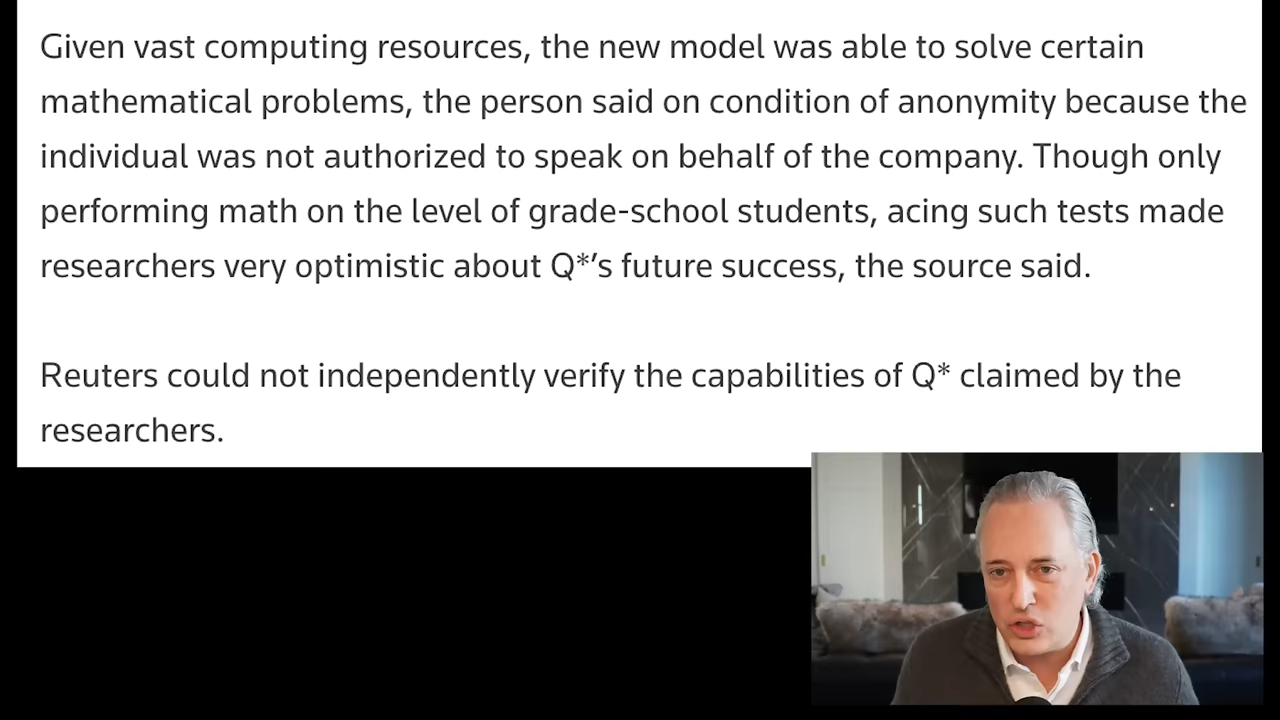 Given vast computing resources, the new model was able to solve certain
mathematical problems, the person said on condition of anonymity because the
individual was not authorized to speak on behalf of the company. Though only
performing math on the level of grade-school students, acing such tests made
researchers very optimistic about Q*’s future success, the source said.
Reuters could not independently verify the capabilities of Q* claimed by the
researchers.